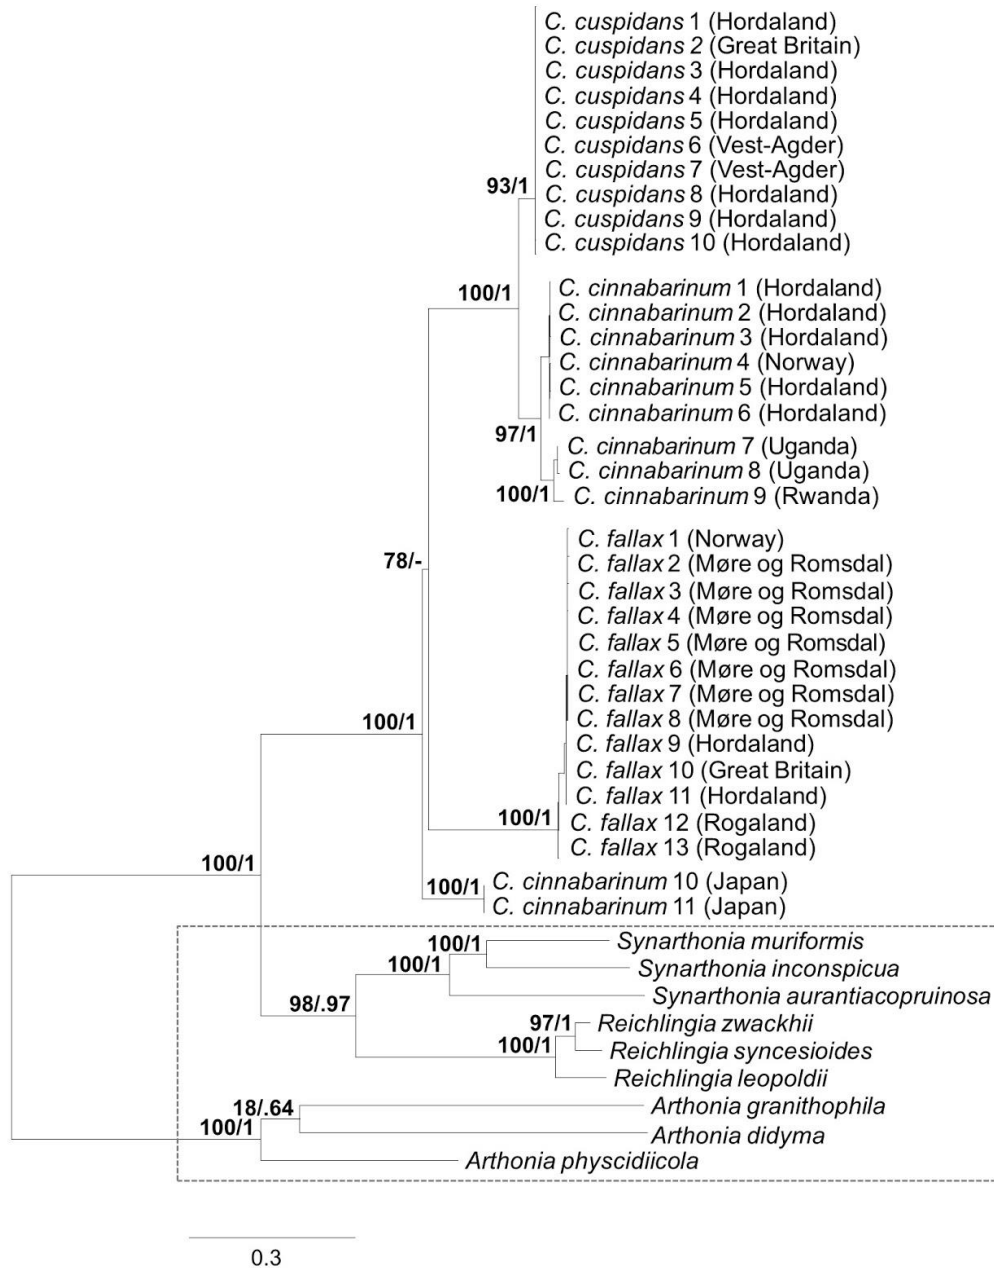 C. cuspidans 1 (Hordaland)
C. cuspidans 2 (Great Britain)
C. cuspidans 3 (Hordaland)
C. cuspidans 4 (Hordaland)
C. cuspidans 5 (Hordaland)
C. cuspidans 6 (Vest-Agder)
C. cuspidans 7 (Vest-Agder)
93/1
C. cuspidans 8 (Hordaland)
C. cuspidans 9 (Hordaland)
C. cuspidans 10 (Hordaland)
100/1
C. cinnabarinum 1 (Hordaland)
C. cinnabarinum 2 (Hordaland)
C. cinnabarinum 3 (Hordaland)
C. cinnabarinum 4 (Norway)
C. cinnabarinum 5 (Hordaland)
C. cinnabarinum 6 (Hordaland)
97/1
C. cinnabarinum 7 (Uganda)
C. cinnabarinum 8 (Uganda)
100/1
C. cinnabarinum 9 (Rwanda)
C. fallax 1 (Norway)
78/-
C. fallax 2 (Møre og Romsdal)
C. fallax 3 (Møre og Romsdal)
C. fallax 4 (Møre og Romsdal)
C. fallax 5 (Møre og Romsdal)
C. fallax 6 (Møre og Romsdal)
C. fallax 7 (Møre og Romsdal)
C. fallax 8 (Møre og Romsdal)
100/1
C. fallax 9 (Hordaland)
C. fallax 10 (Great Britain)
C. fallax 11 (Hordaland)
100/1
C. fallax 12 (Rogaland)
C. fallax 13 (Rogaland)
100/1
100/1
C. cinnabarinum 10 (Japan)
C. cinnabarinum 11 (Japan)
100/1
Synarthonia muriformis
100/1
Synarthonia inconspicua
Synarthonia aurantiacopruinosa
98/.97
97/1
Reichlingia zwackhii
100/1
Reichlingia syncesioides
Reichlingia leopoldii
18/.64
Arthonia granithophila
100/1
Arthonia didyma
Arthonia physcidiicola
0.3